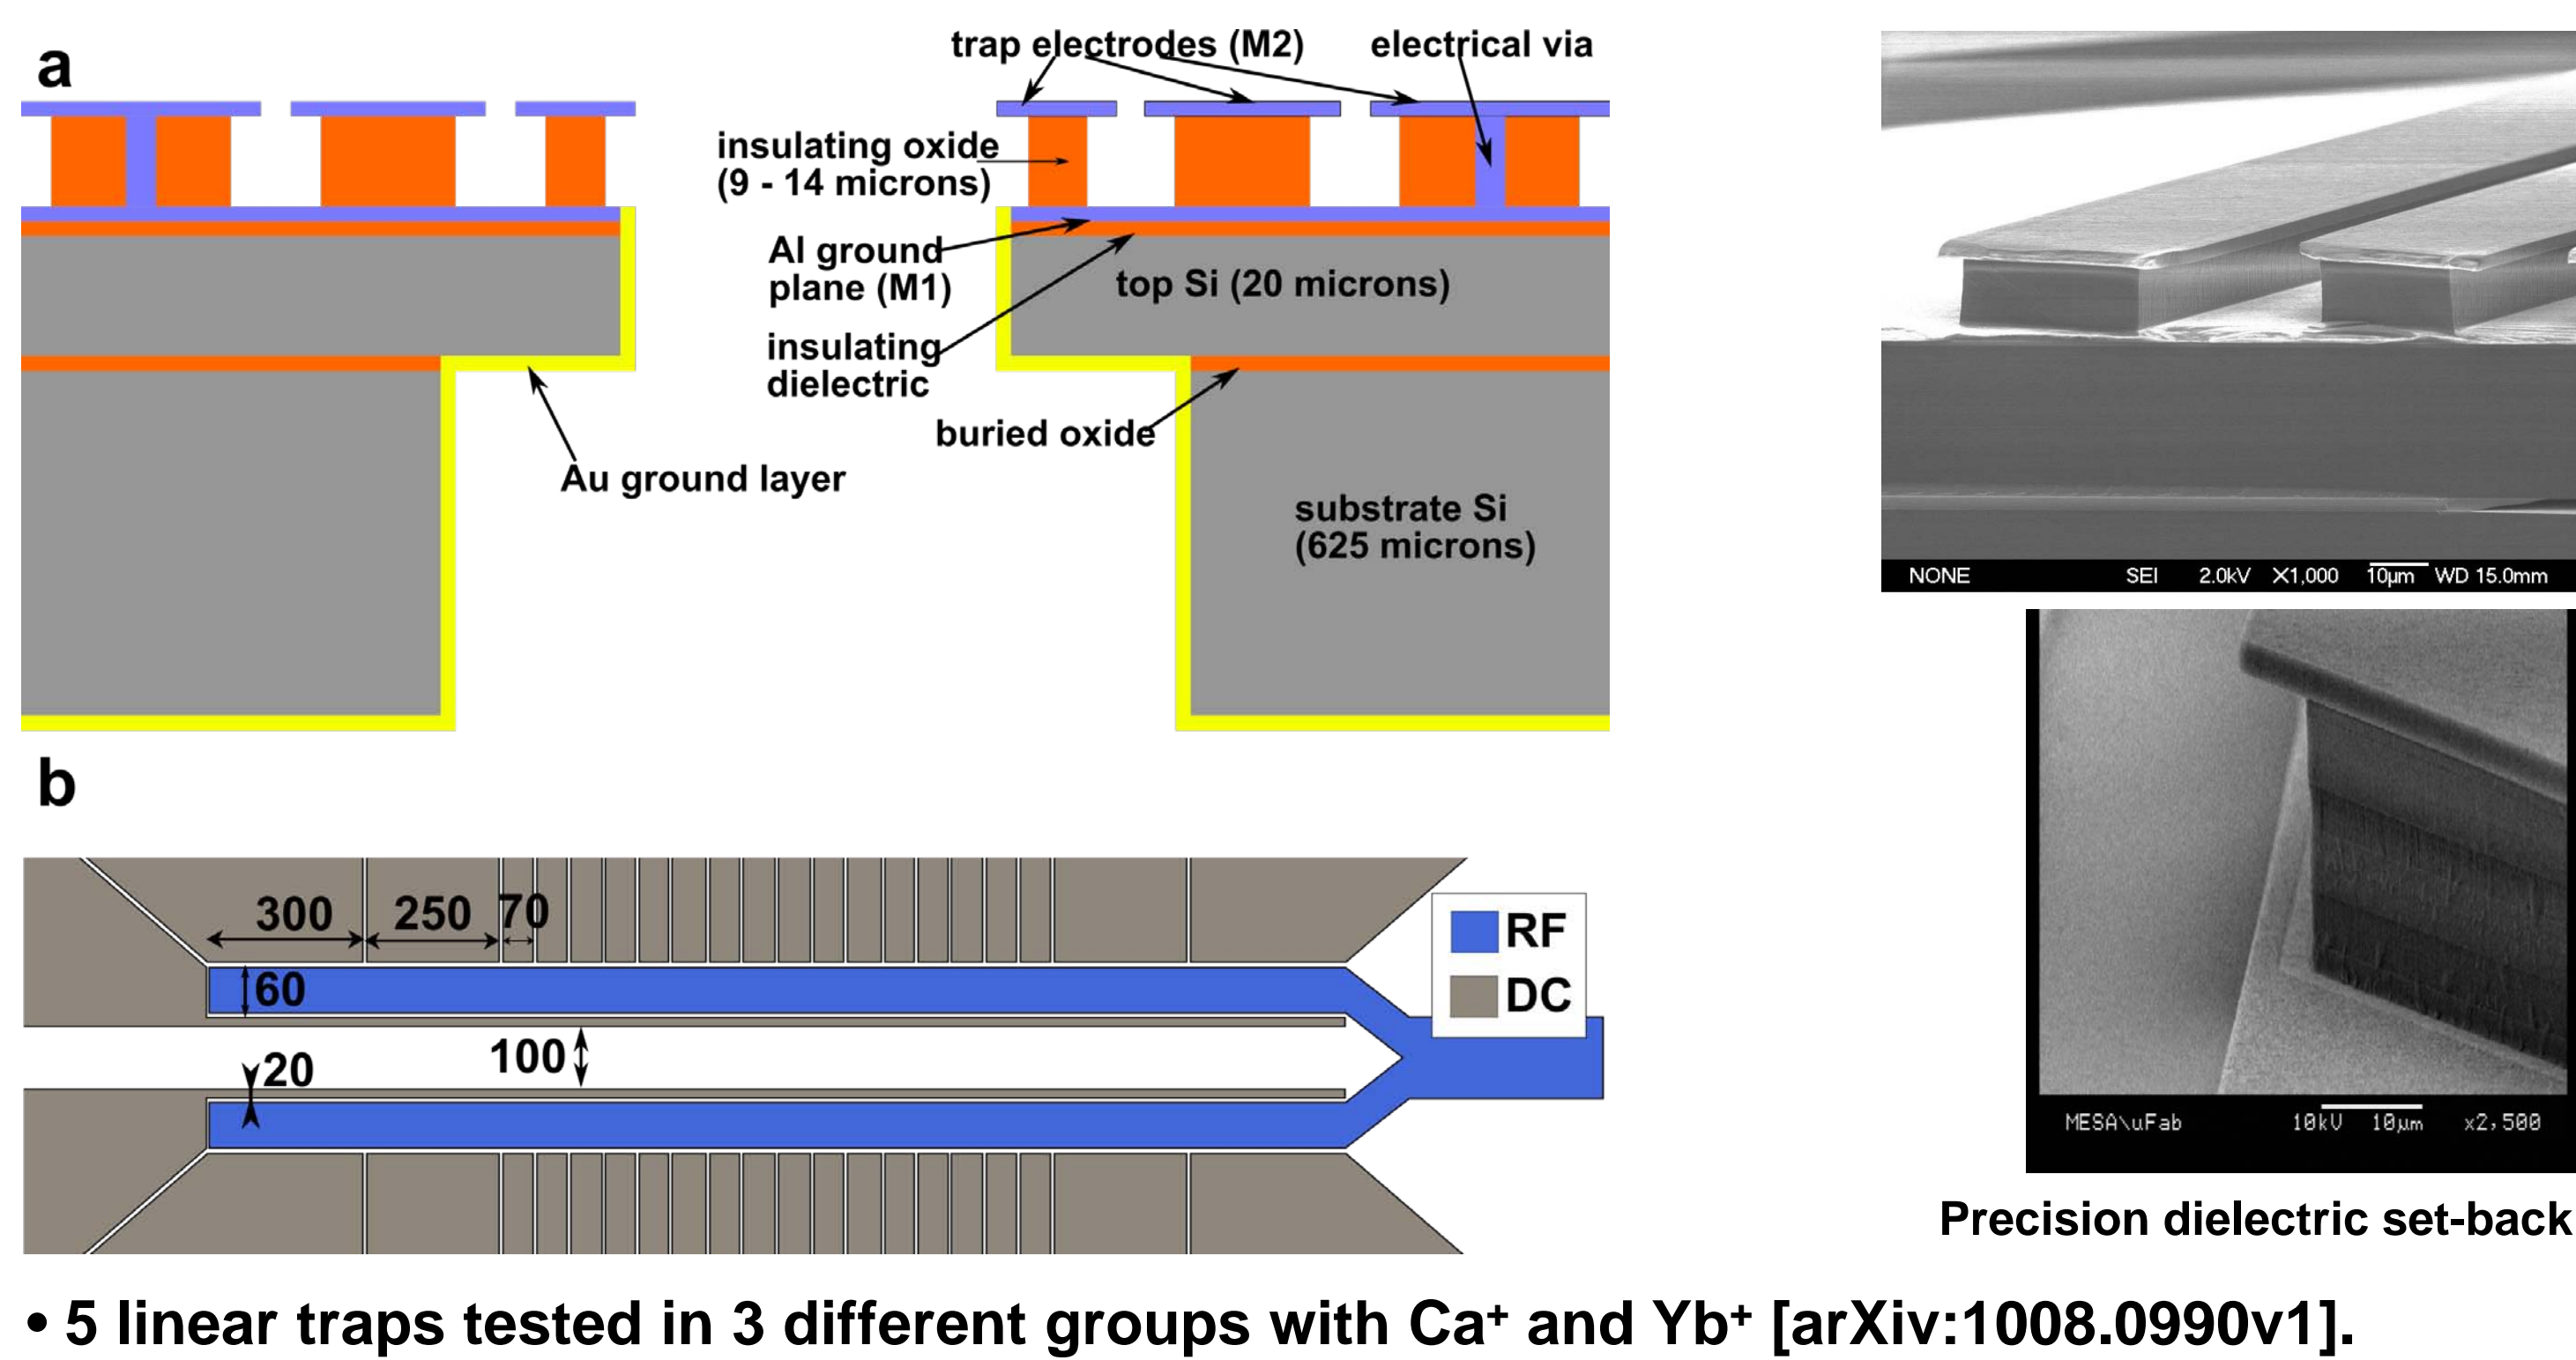 a
trap electrodes (M2)
electrical via
insulating oxide
(9 - 14 microns)
Al ground
plane (M1)
top Si (20 microns)
insulating
dielectric
buried oxide
Au ground layer
substrate Si
(625 microns)
NONE SEI 2.0kV X1,000 10µm WD 15.0mm
b
300 250 70
RF
60
DC
100
20
MESA\uFab 10kV 10µm x2,500
Precision dielectric set-back
• 5 linear traps tested in 3 different groups with Ca⁺ and Yb⁺ [arXiv:1008.0990v1].